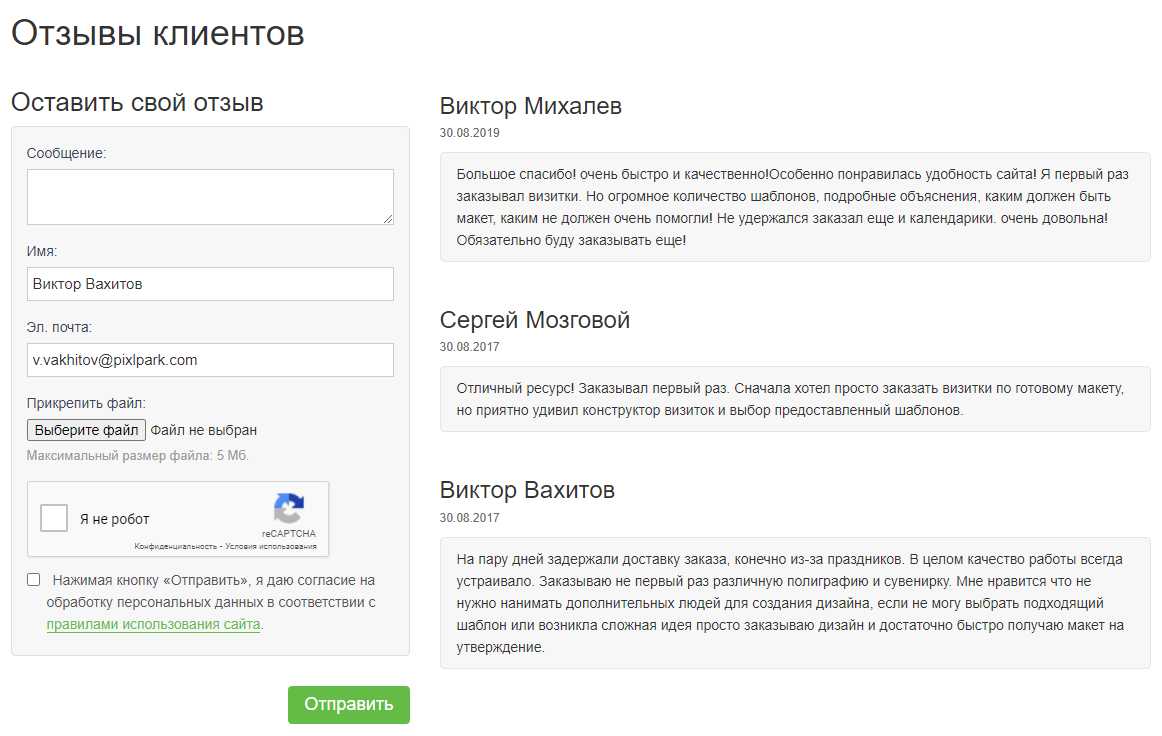 Отзывы клиентов
Оставить свой отзыв
Сообщение:
Имя:
Виктор Вахитов
Эл. почта:
v.vakhitov@pixlpark.com
Прикрепить файл:
Выберите файл Файл не выбран
Максимальный размер файла: 5 Мб.
Я не робот
reCAPTCHA
Конфиденциальность - Условия использования
Нажимая кнопку «Отправить», я даю согласие на
обработку персональных данных в соответствии с
правилами использования сайта.
Отправить
Виктор Михалев
30.08.2019
Большое спасибо! очень быстро и качественно!Особенно понравилась удобность сайта! Я первый раз
заказывал визитки. Но огромное количество шаблонов, подробные объяснения, каким должен быть
макет, каким не должен очень помогли! Не удержался заказал еще и календарики. очень довольна!
Обязательно буду заказывать еще!
Сергей Мозговой
30.08.2017
Отличный ресурс! Заказывал первый раз. Сначала хотел просто заказать визитки по готовому макету,
но приятно удивил конструктор визиток и выбор предоставленный шаблонов.
Виктор Вахитов
30.08.2017
На пару дней задержали доставку заказа, конечно из-за праздников. В целом качество работы всегда
устраивало. Заказываю не первый раз различную полиграфию и сувенирку. Мне нравится что не
нужно нанимать дополнительных людей для создания дизайна, если не могу выбрать подходящий
шаблон или возникла сложная идея просто заказываю дизайн и достаточно быстро получаю макет на
утверждение.